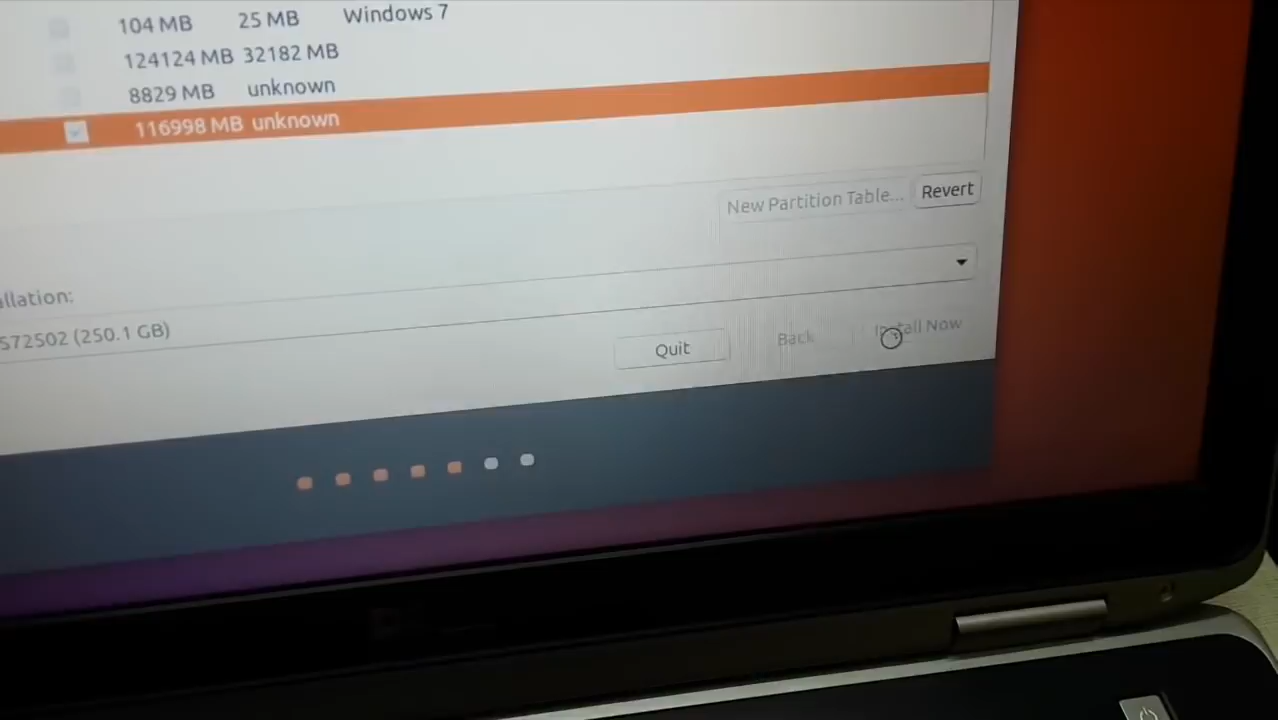 104 MB 25 MB Windows 7
124124 MB 32182 MB
8829 MB unknown
116998 MB unknown
New Partition Table... Revert
allation:
572502 (250.1 GB)
Quit Back Install Now